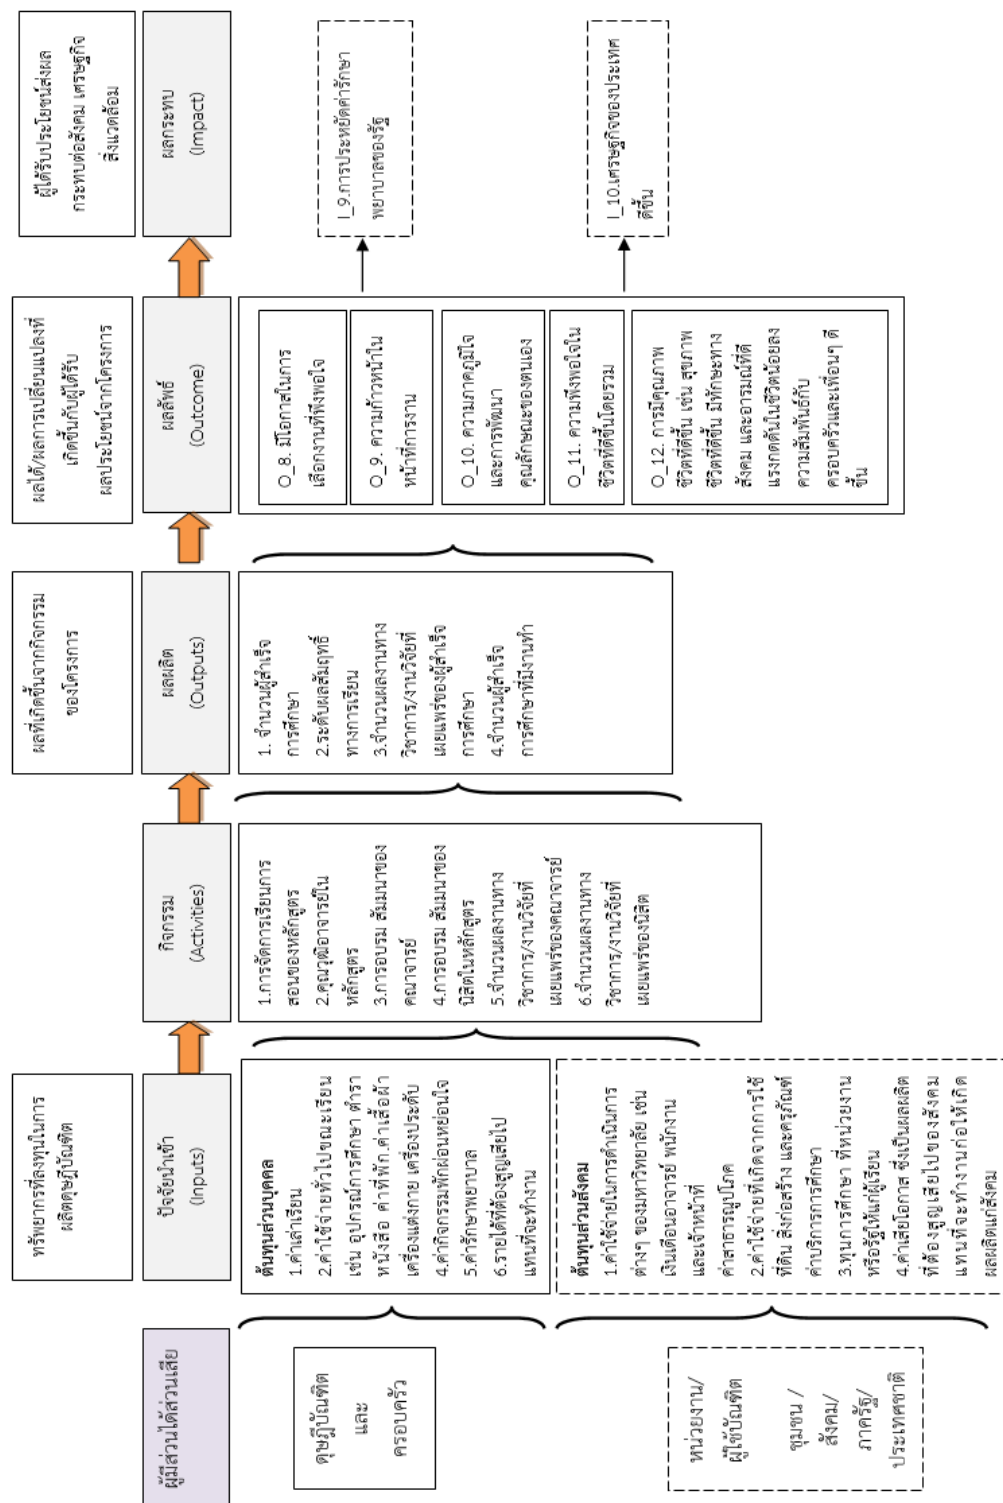 ผู้มีส่วนได้ส่วนเสีย
ดุษฎีบัณฑิต
และ
ครอบครัว
หน่วยงาน/
ผู้ใช้บัณฑิต
ชุมชน /
สังคม/
ภาครัฐ/
ประเทศชาติ
ทรัพยากรที่ลงทุนในการ
ผลิตดุษฎีบัณฑิต
ปัจจัยนำเข้า
(Inputs)
ต้นทุนส่วนบุคคล
1.ค่าเล่าเรียน
2.ค่าใช้จ่ายทั่วไปขณะเรียน
เช่น อุปกรณ์การศึกษา ตำรา
หนังสือ ค่าที่พัก.ค่าเสื้อผ้า
เครื่องแต่งกาย เครื่องประดับ
4.ค่ากิจกรรมพักผ่อนหย่อนใจ
5.ค่ารักษาพยาบาล
6.รายได้ที่ต้องสูญเสียไป
แทนที่จะทำงาน
ต้นทุนส่วนสังคม
1.ค่าใช้จ่ายในการดำเนินการ
ต่างๆ ของมหาวิทยาลัย เช่น
เงินเดือนอาจารย์ พนักงาน
และเจ้าหน้าที่
ค่าสาธารณูปโภค
2.ค่าใช้จ่ายที่เกิดจากการใช้
ที่ดิน สิ่งก่อสร้าง และครุภัณฑ์
ค่าบริการการศึกษา
3.ทุนการศึกษา ที่หน่วยงาน
หรือรัฐให้แก่ผู้เรียน
4.ค่าเสียโอกาส ซึ่งเป็นผลผลิต
ที่ต้องสูญเสียไปของสังคม
แทนที่จะทำงานก่อให้เกิด
ผลผลิตแก่สังคม
กิจกรรม
(Activities)
1.การจัดการเรียนการ
สอนของหลักสูตร
2.คุณวุฒิอาจารย์ใน
หลักสูตร
3.การอบรม สัมมนาของ
คณาจารย์
4.การอบรม สัมมนาของ
นิสิตในหลักสูตร
5.จำนวนผลงานทาง
วิชาการ/งานวิจัยที่
เผยแพร่ของคณาจารย์
6.จำนวนผลงานทาง
วิชาการ/งานวิจัยที่
เผยแพร่ของนิสิต
ผลที่เกิดขึ้นจากกิจกรรม
ของโครงการ
ผลผลิต
(Outputs)
1. จำนวนผู้สำเร็จ
การศึกษา
2.ระดับผลสัมฤทธิ์
ทางการเรียน
3.จำนวนผลงานทาง
วิชาการ/งานวิจัยที่
เผยแพร่ของผู้สำเร็จ
การศึกษา
4.จำนวนผู้สำเร็จ
การศึกษาที่มีงานทำ
ผลได้/ผลการเปลี่ยนแปลงที่
เกิดขึ้นกับผู้ได้รับ
ผลประโยชน์จากโครงการ
ผลลัพธ์
(Outcome)
O_8. มีโอกาสในการ
เลือกงานที่พึงพอใจ
O_9. ความก้าวหน้าใน
หน้าที่การงาน
O_10. ความภาคภูมิใจ
และการพัฒนา
คุณลักษณะของตนเอง
O_11. ความพึงพอใจใน
ชีวิตที่ดีขึ้นโดยรวม
O_12. การมีคุณภาพ
ชีวิตที่ดีขึ้น เช่น สุขภาพ
ชีวิตที่ดีขึ้น มีทักษะทาง
สังคม และอารมณ์ที่ดี
แรงกดดันในชีวิตน้อยลง
ความสัมพันธ์กับ
ครอบครัวและเพื่อนๆ ดี
ขึ้น
ผู้ได้รับประโยชน์ส่งผล
กระทบต่อสังคม เศรษฐกิจ
สิ่งแวดล้อม
ผลกระทบ
(Impact)
I_9.การประหยัดค่ารักษา
พยาบาลของรัฐ
I_10.เศรษฐกิจของประเทศ
ดีขึ้น